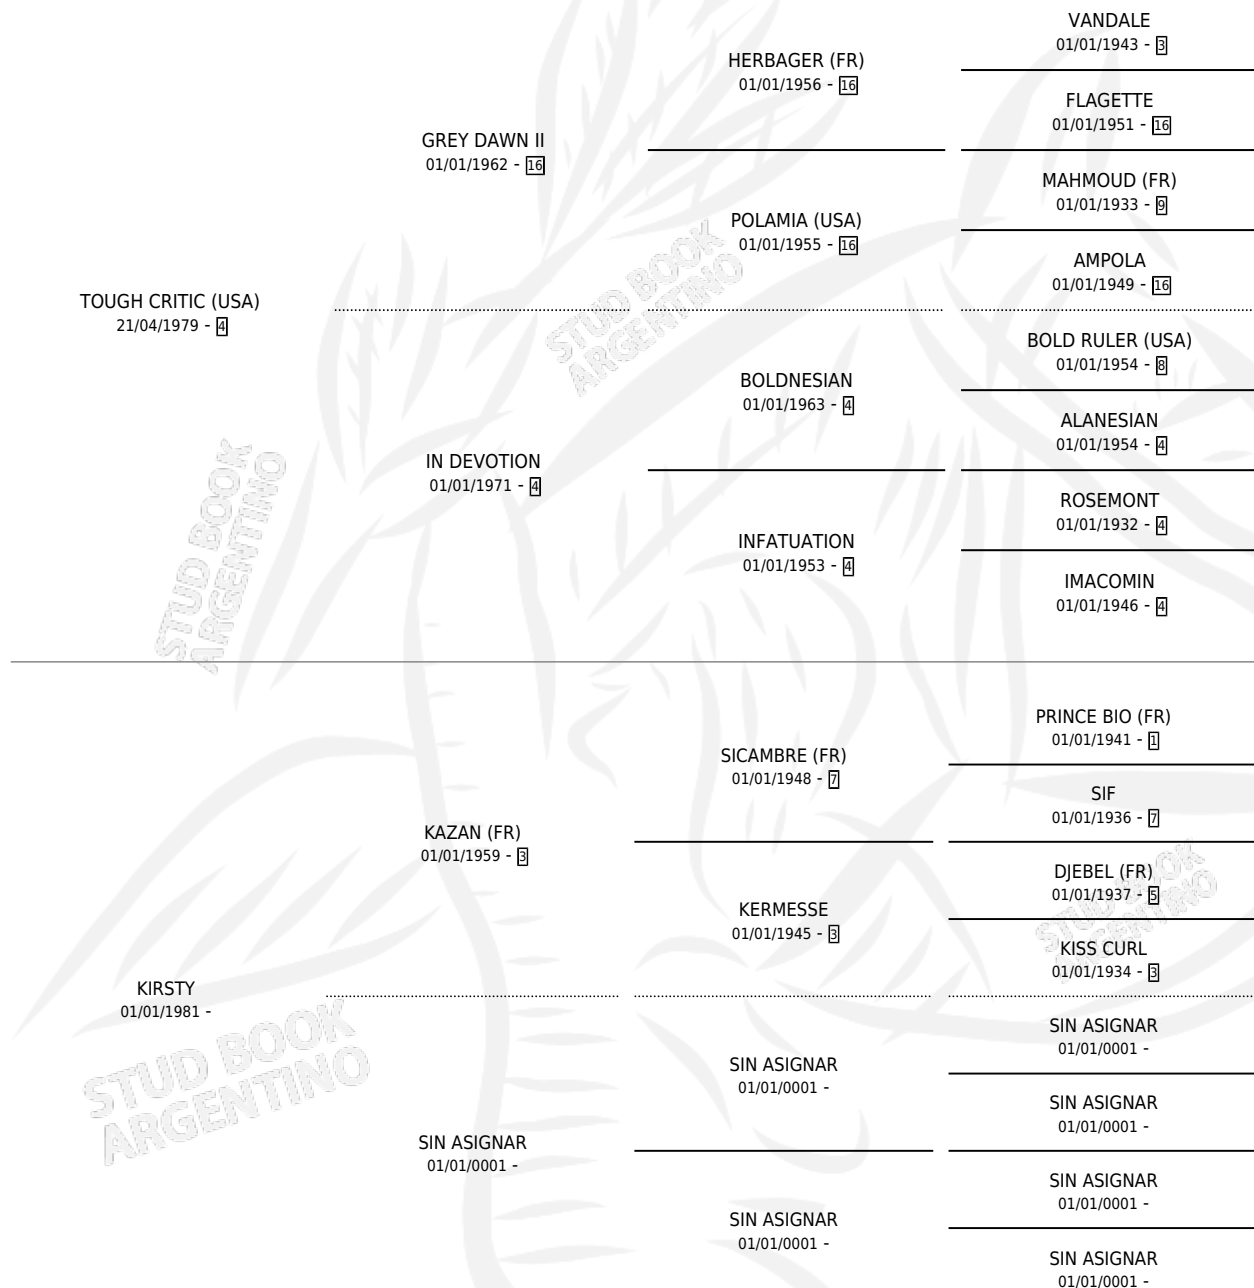 VANDALE
01/01/1943 - 3
HERBAGER (FR)
01/01/1956 - 16
FLAGETTE
01/01/1951 - 16
GREY DAWN II
01/01/1962 - 16
MAHMOUD (FR)
01/01/1933 - 9
POLAMIA (USA)
01/01/1955 - 16
AMPOLA
01/01/1949 - 16
TOUGH CRITIC (USA)
21/04/1979 - 4
BOLD RULER (USA)
01/01/1954 - 8
BOLDNESIAN
01/01/1963 - 4
ALANESIAN
01/01/1954 - 4
IN DEVOTION
01/01/1971 - 4
ROSEMONT
01/01/1932 - 4
INFATUATION
01/01/1953 - 4
IMACOMIN
01/01/1946 - 4
PRINCE BIO (FR)
01/01/1941 - 1
SICAMBRE (FR)
01/01/1948 - 7
SIF
01/01/1936 - 7
KAZAN (FR)
01/01/1959 - 3
DJEBEL (FR)
01/01/1937 - 5
KERMESSE
01/01/1945 - 3
KISS CURL
01/01/1934 - 3
KIRSTY
01/01/1981 -
SIN ASIGNAR
01/01/0001 -
SIN ASIGNAR
01/01/0001 -
SIN ASIGNAR
01/01/0001 -
SIN ASIGNAR
01/01/0001 -
SIN ASIGNAR
01/01/0001 -
SIN ASIGNAR
01/01/0001 -
SIN ASIGNAR
01/01/0001 -
STUD BOOK
ARGENTINO
STUD BOOK
ARGENTINO
STUD BOOK
ARGENTINO
STUD BOOK
ARGENTINO